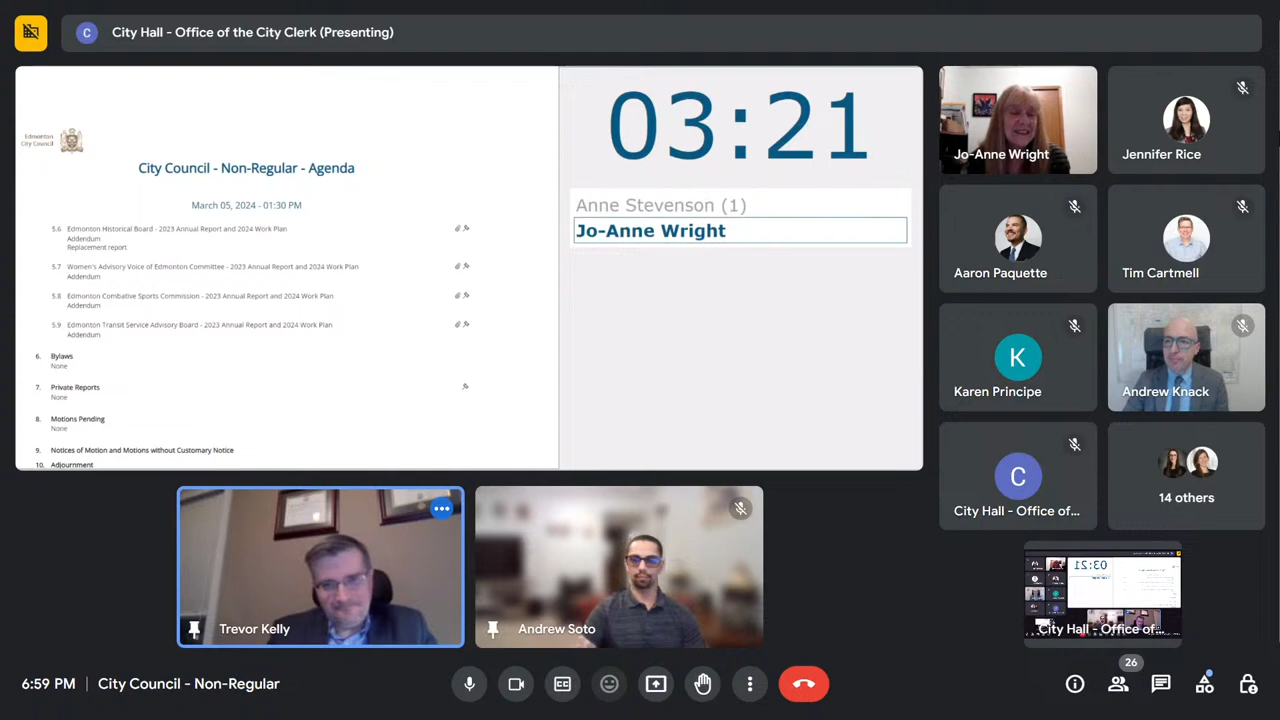 City Hall - Office of the City Clerk (Presenting)
C
Edmonton
City Council
City Council - Non-Regular - Agenda
March 05, 2024 - 01:30 PM
5.6 Edmonton Historical Board - 2023 Annual Report and 2024 Work Plan
Addendum
Replacement report
5.7 Women's Advisory Voice of Edmonton Committee - 2023 Annual Report and 2024 Work Plan
Addendum
5.8 Edmonton Combative Sports Commission - 2023 Annual Report and 2024 Work Plan
Addendum
5.9 Edmonton Transit Service Advisory Board - 2023 Annual Report and 2024 Work Plan
Addendum
6. Bylaws
None
7. Private Reports
None
8. Motions Pending
None
9. Notices of Motion and Motions without Customary Notice
10. Adjournment
03:21
Anne Stevenson (1)
Jo-Anne Wright
Jo-Anne Wright
Jennifer Rice
Aaron Paquette
Tim Cartmell
K
Karen Principe
Andrew Knack
C
City Hall - Office of...
14 others
Trevor Kelly
Andrew Soto
03:21
City Hall - Office of...
6:59 PM | City Council - Non-Regular
CC
26